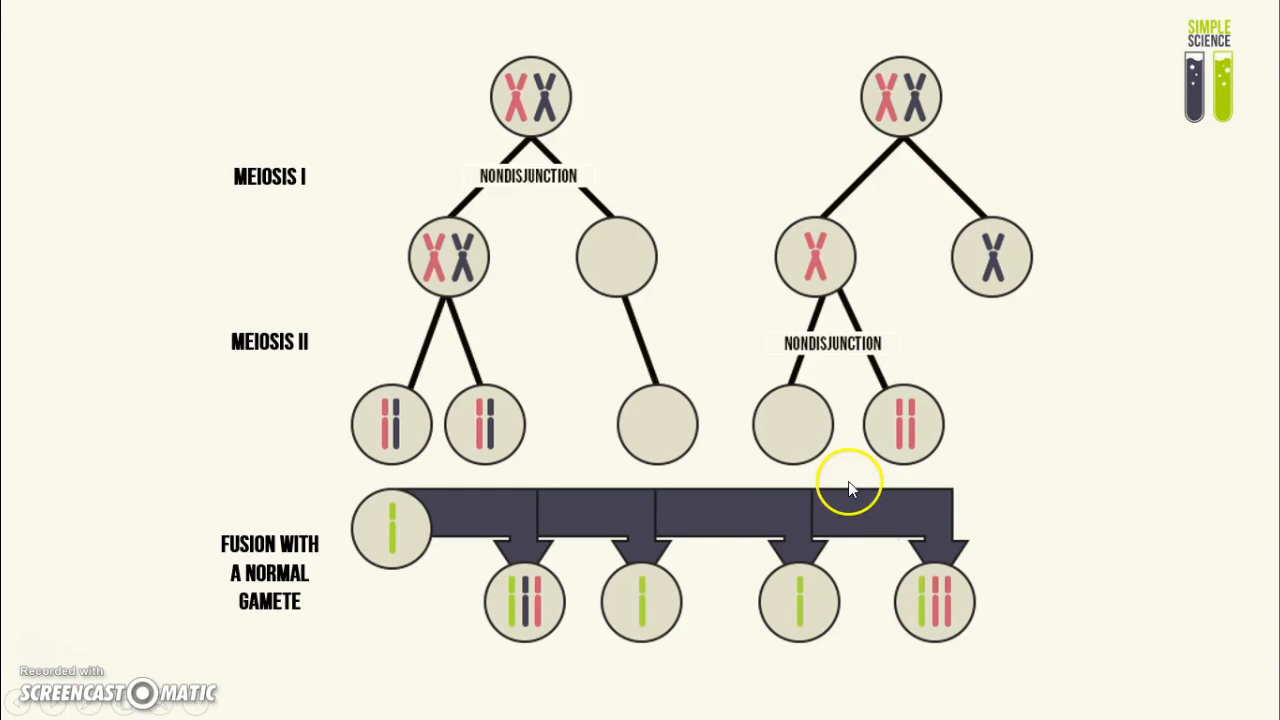 SIMPLE
SCIENCE
MEIOSIS I
NONDISJUNCTION
MEIOSIS II
NONDISJUNCTION
FUSION WITH
A NORMAL
GAMETE
Recorded with
SCREENCAST MATIC